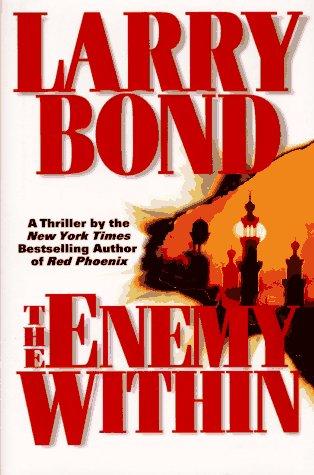 LARRY
BOND
A Thriller by the
New York Times
Bestselling Author
of Red Phoenix
THE ENEMY
WITHIN